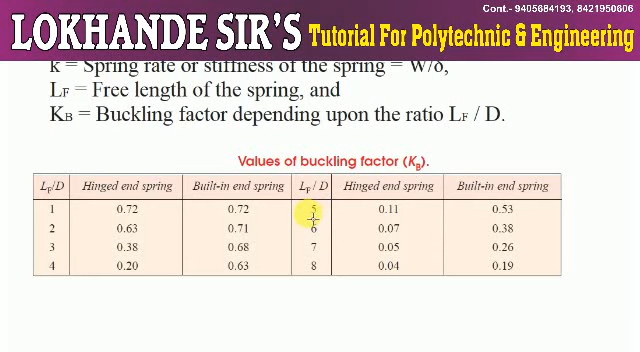 Cont.- 9405684193, 8421950606
LOKHANDE SIR'S Tutorial For Polytechnic & Engineering
k = Spring rate or stiffness of the spring = W/δ,
LF = Free length of the spring, and
KB = Buckling factor depending upon the ratio LF / D.
Values of buckling factor (KB).
LF/D Hinged end spring Built-in end spring LF / D Hinged end spring Built-in end spring
1 0.72 0.72 5 0.11 0.53
2 0.63 0.71 6 0.07 0.38
3 0.38 0.68 7 0.05 0.26
4 0.20 0.63 8 0.04 0.19